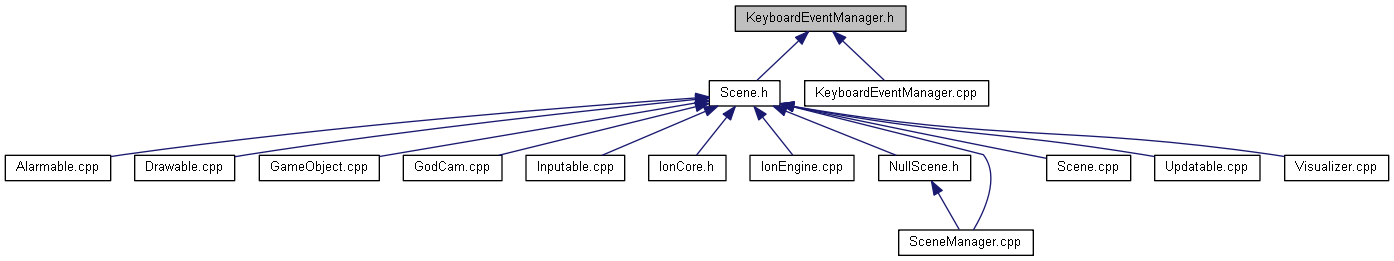 KeyboardEventManager.h
Scene.h
KeyboardEventManager.cpp
Alarmable.cpp
Drawable.cpp
GameObject.cpp
GodCam.cpp
Inputable.cpp
IonCore.h
IonEngine.cpp
NullScene.h
Scene.cpp
Updatable.cpp
Visualizer.cpp
SceneManager.cpp